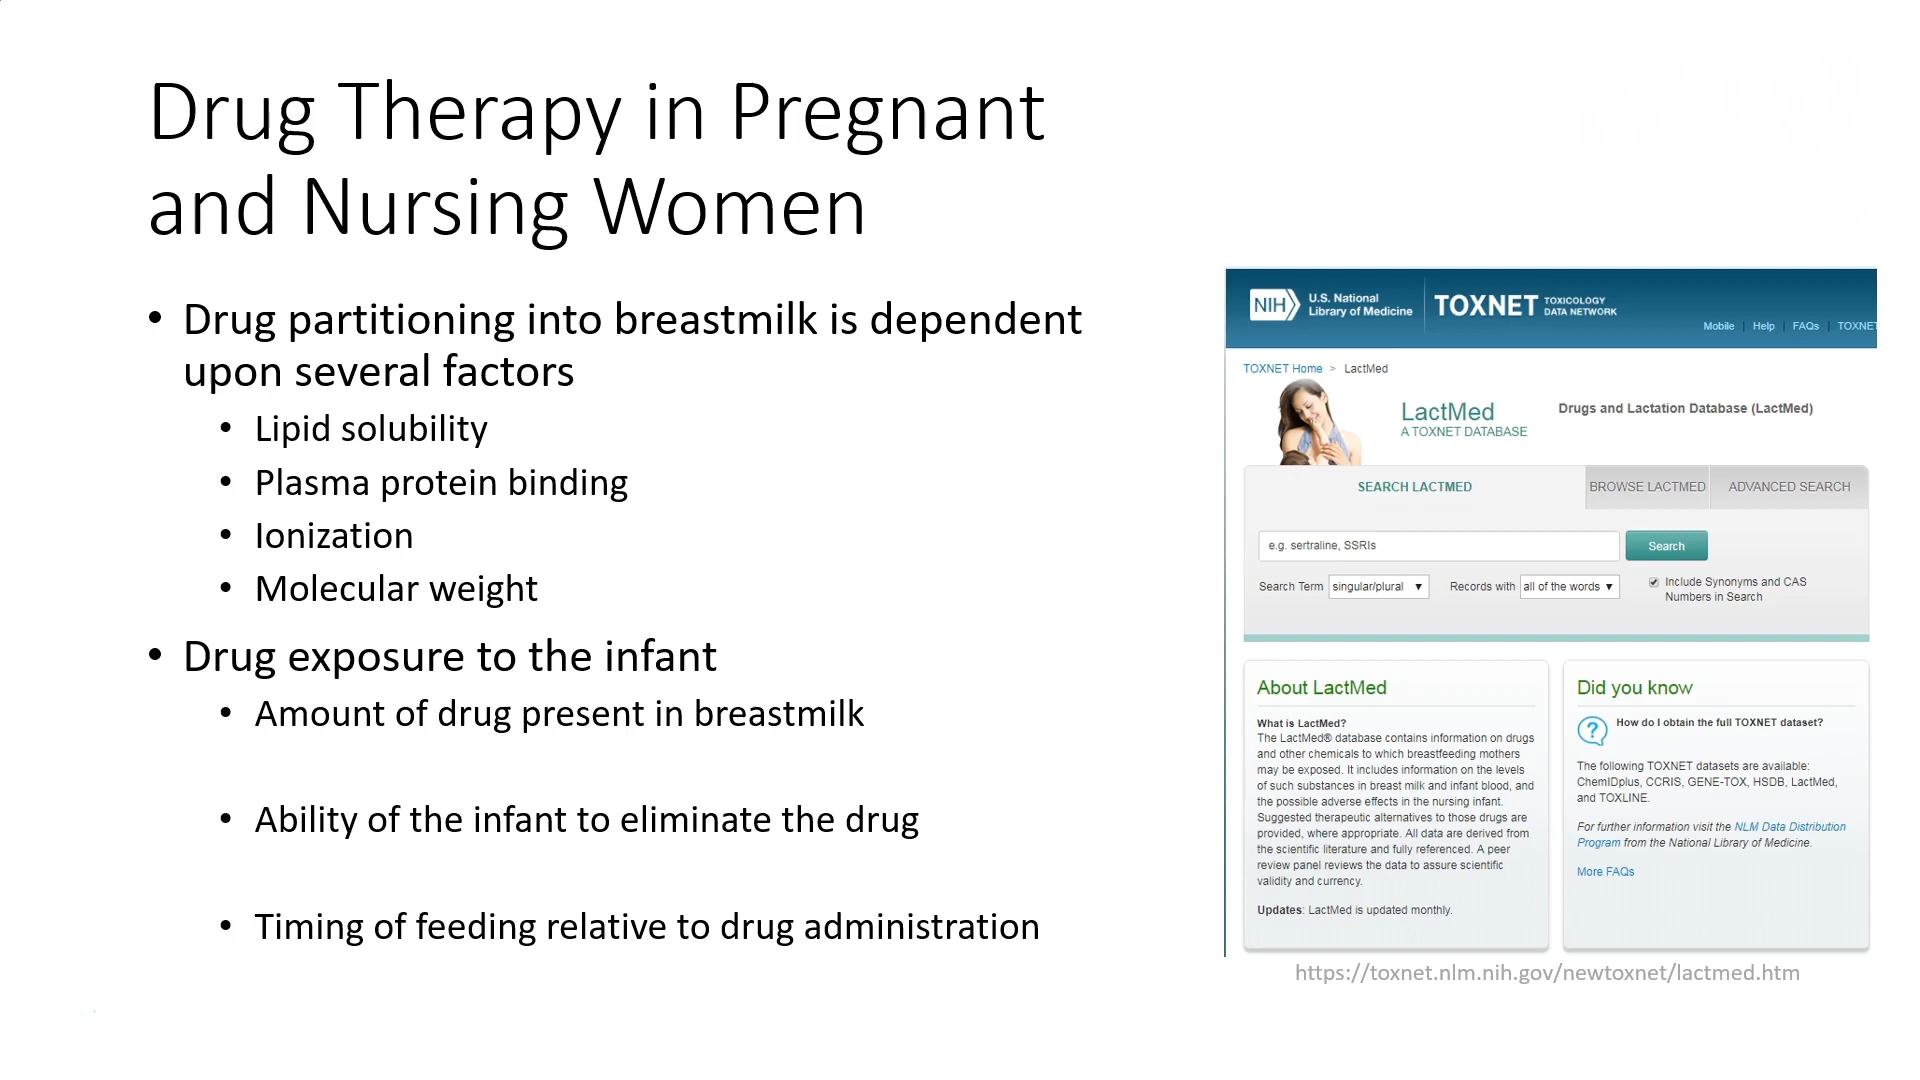 Drug Therapy in Pregnant
and Nursing Women
• Drug partitioning into breastmilk is dependent
upon several factors
• Lipid solubility
• Plasma protein binding
• Ionization
• Molecular weight
• Drug exposure to the infant
• Amount of drug present in breastmilk
• Ability of the infant to eliminate the drug
• Timing of feeding relative to drug administration
NIH U.S. National
Library of Medicine
TOXNET TOXICOLOGY
DATA NETWORK
Mobile | Help | FAQs | TOXNET
TOXNET Home > LactMed
LactMed
A TOXNET DATABASE
Drugs and Lactation Database (LactMed)
SEARCH LACTMED
BROWSE LACTMED
ADVANCED SEARCH
e.g. sertraline, SSRIs
Search
Search Term singular/plural
Records with all of the words
Include Synonyms and CAS
Numbers in Search
About LactMed
What is LactMed?
The LactMed® database contains information on drugs
and other chemicals to which breastfeeding mothers
may be exposed. It includes information on the levels
of such substances in breast milk and infant blood, and
the possible adverse effects in the nursing infant.
Suggested therapeutic alternatives to those drugs are
provided, where appropriate. All data are derived from
the scientific literature and fully referenced. A peer
review panel reviews the data to assure scientific
validity and currency.
Updates: LactMed is updated monthly.
Did you know
? How do I obtain the full TOXNET dataset?
The following TOXNET datasets are available:
ChemIDplus, CCRIS, GENE-TOX, HSDB, LactMed,
and TOXLINE.
For further information visit the NLM Data Distribution
Program from the National Library of Medicine.
More FAQs
https://toxnet.nlm.nih.gov/newtoxnet/lactmed.htm